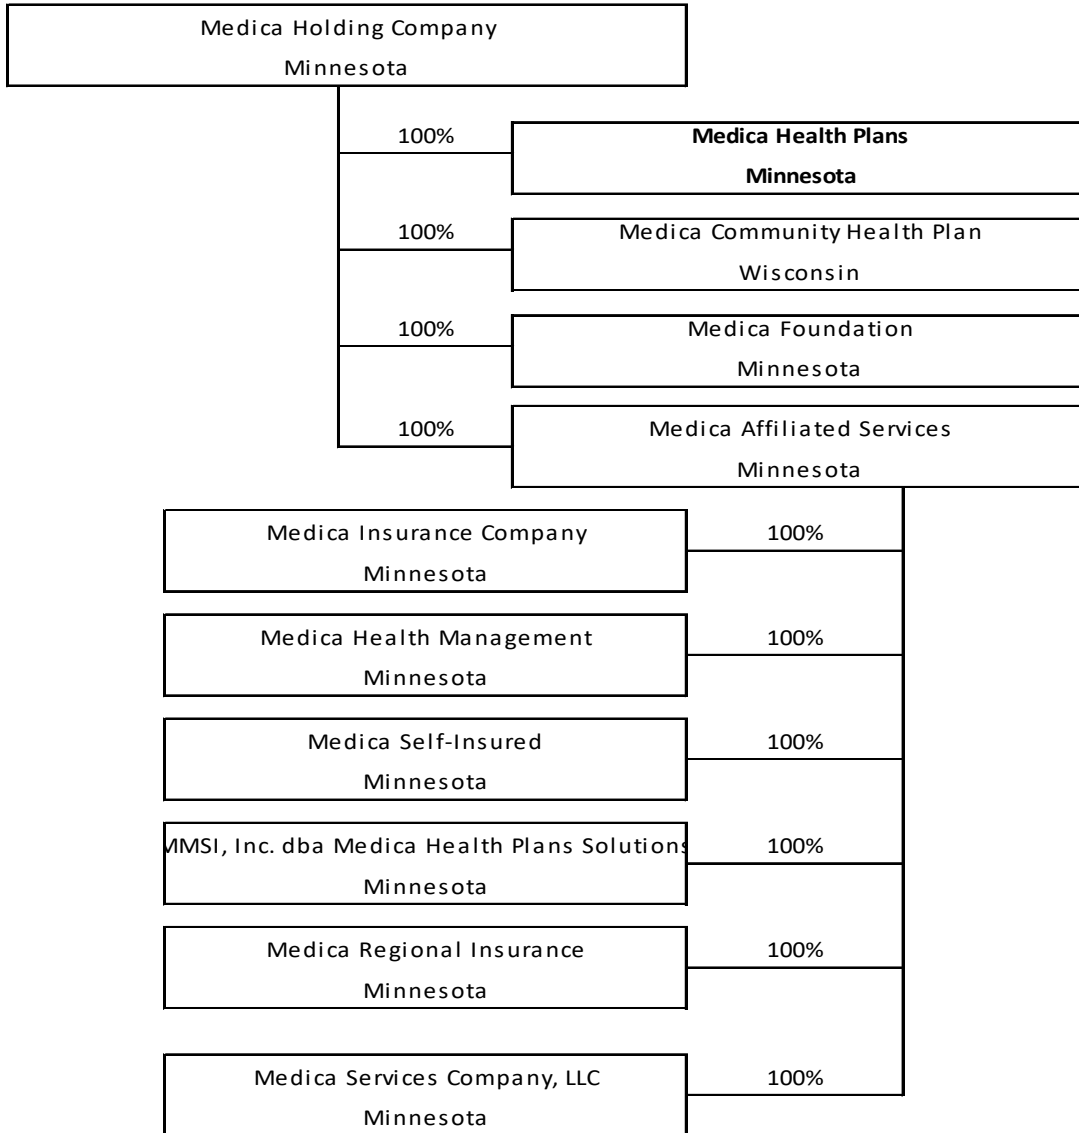 Medica Holding Company
Minnesota
100%
Medica Health Plans
Minnesota
100%
Medica Community Health Plan
Wisconsin
100%
Medica Foundation
Minnesota
100%
Medica Affiliated Services
Minnesota
Medica Insurance Company
100%
Minnesota
Medica Health Management
100%
Minnesota
Medica Self-Insured
100%
Minnesota
MMSI, Inc. dba Medica Health Plans Solutions
100%
Minnesota
Medica Regional Insurance
100%
Minnesota
Medica Services Company, LLC
100%
Minnesota